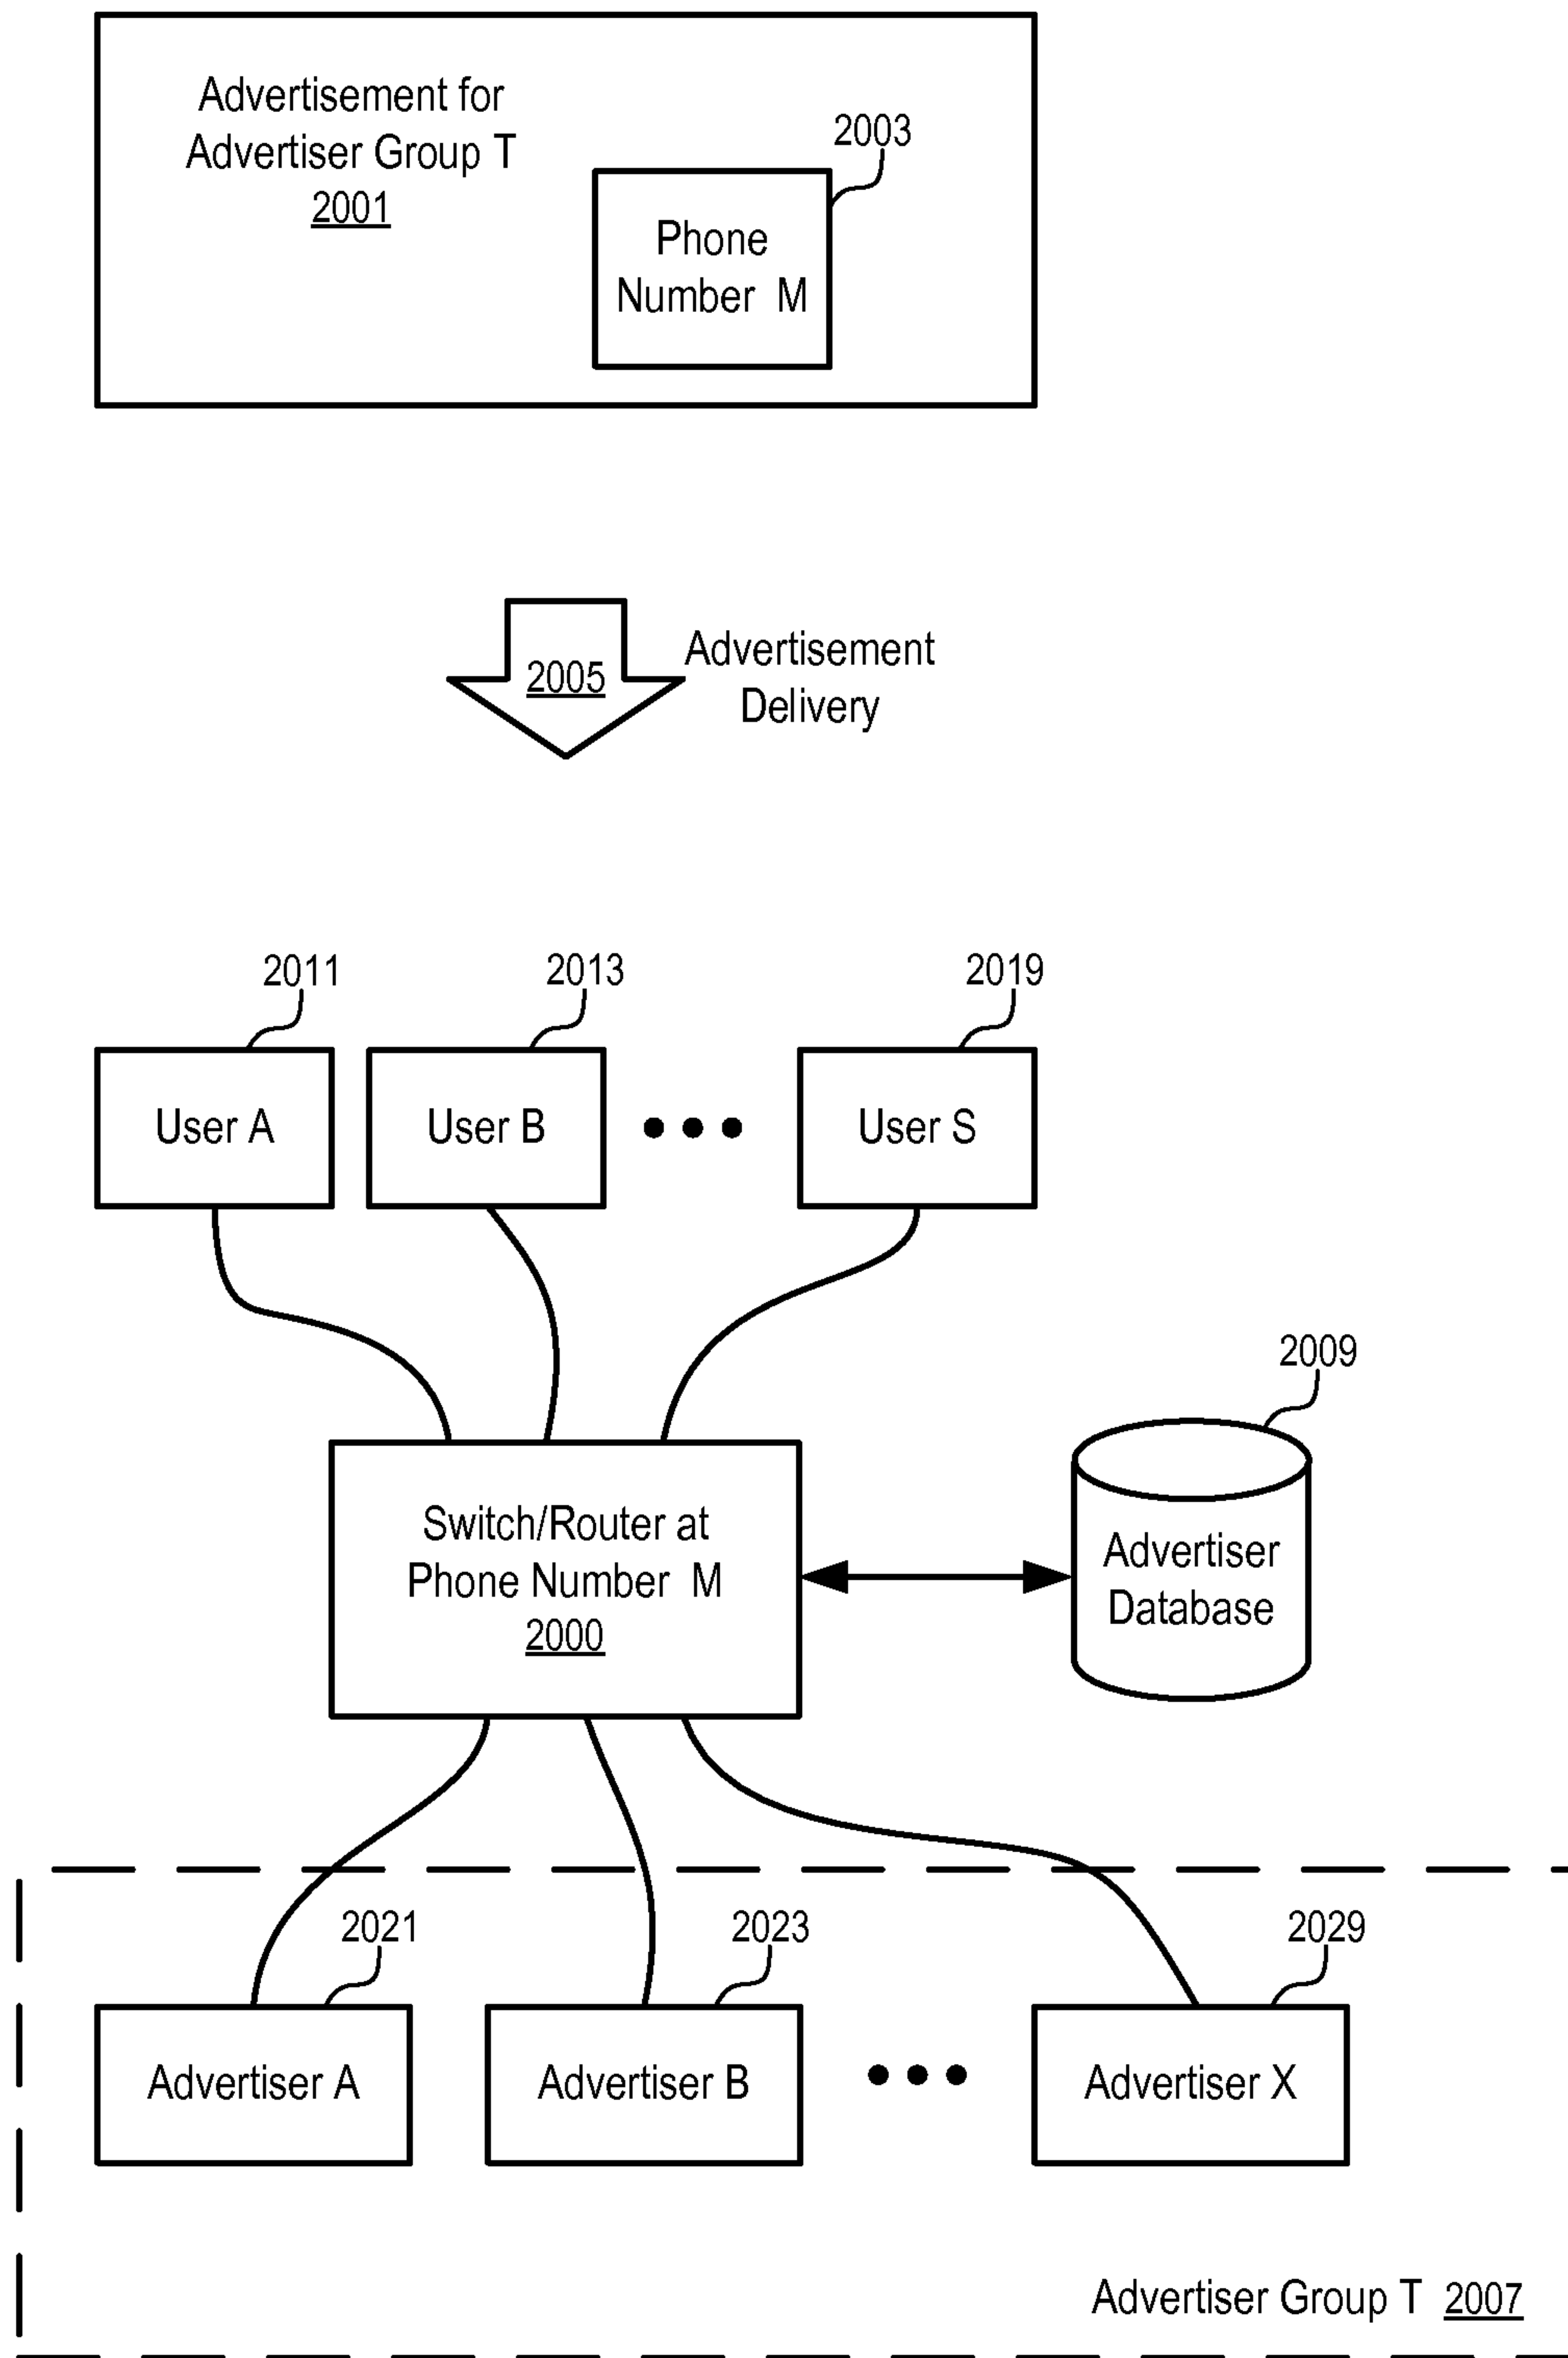 Advertisement for
Advertiser Group T
2001
2003
Phone
Number M
2005
Advertisement
Delivery
2011
2013
2019
User A
User B
User S
2009
Switch/Router at
Phone Number M
2000
Advertiser
Database
2021
2023
2029
Advertiser A
Advertiser B
Advertiser X
Advertiser Group T 2007